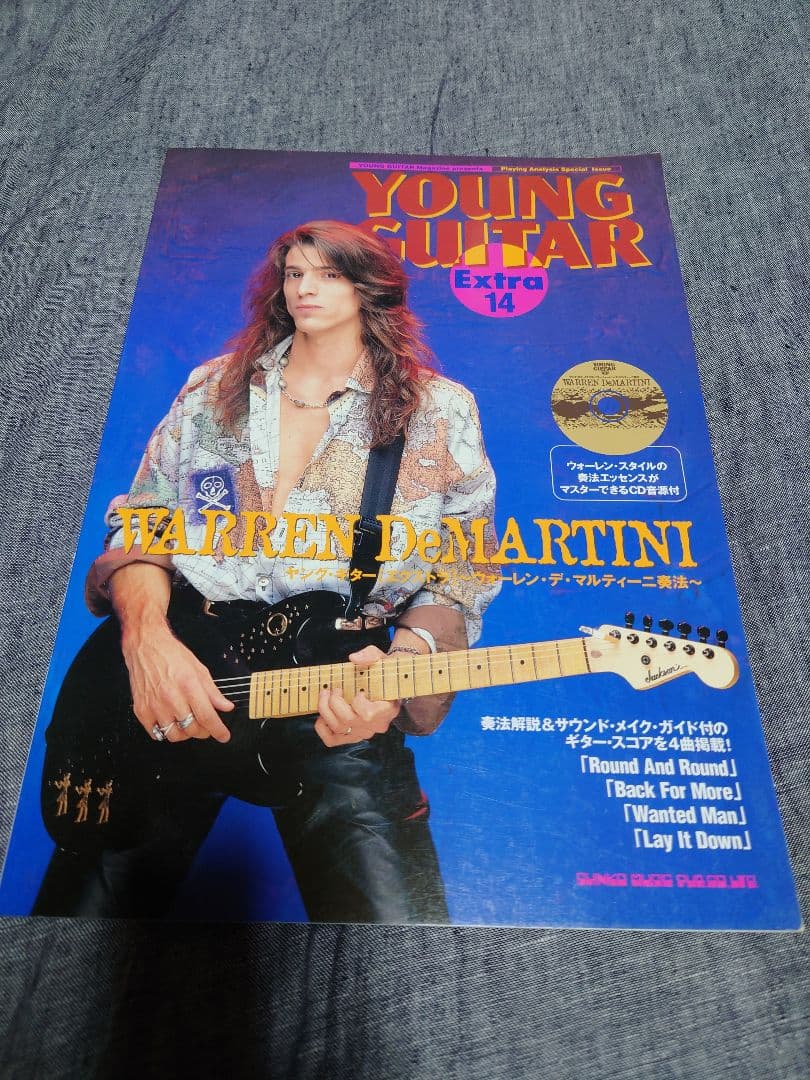 YOUNG GUITAR Magazine presents Playing Analysis Special Issue
YOUNG
GUITAR
Extra
14
YOUNG
GUITAR
WARREN DeMARTINI
ウォーレン・スタイルの
奏法エッセンスが
マスターできるCD音源付
WARREN DeMARTINI
ヤング・ギター・エクストラ〜ウォーレン・デ・マルティーニ奏法〜
Jackson
奏法解説&サウンド・メイク・ガイド付の
ギター・スコアを4曲掲載!
「Round And Round」
「Back For More」
「Wanted Man」
「Lay It Down」